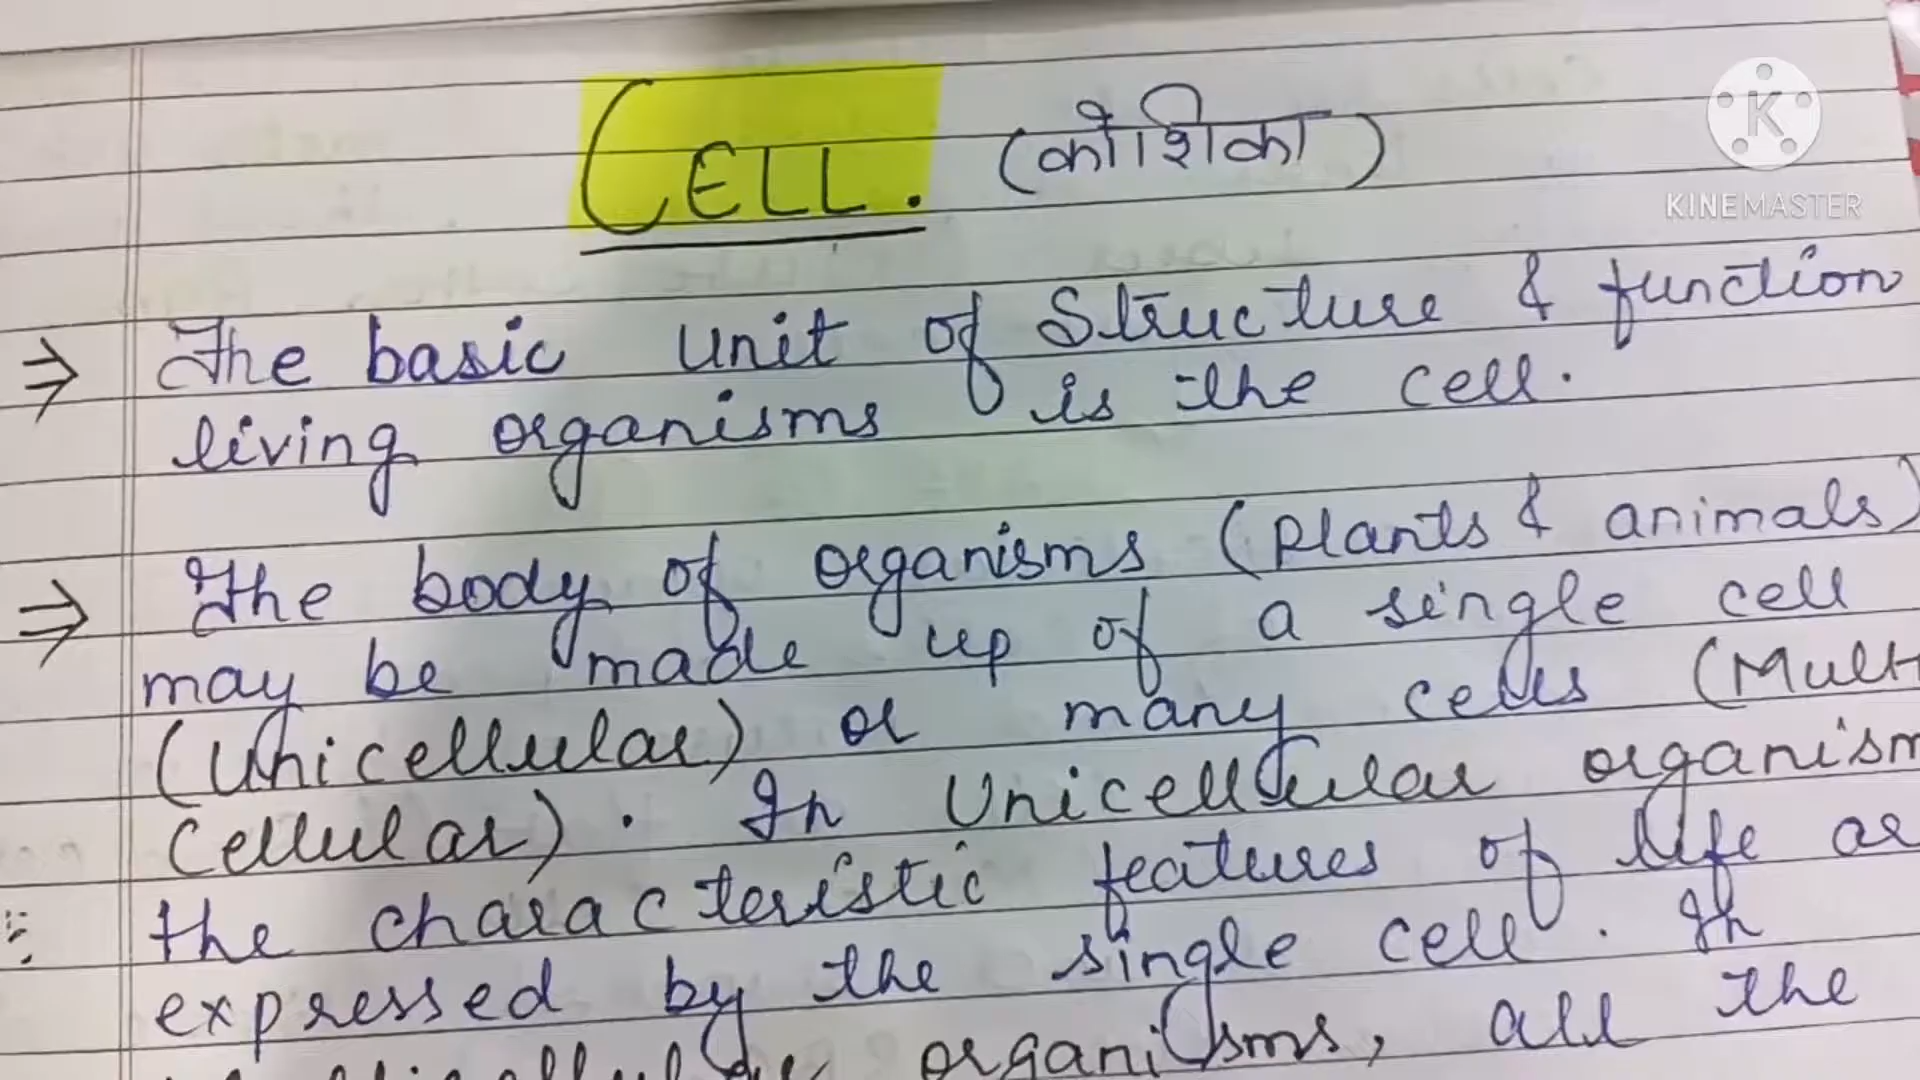 CELL. (कोशिका)
KINEMASTER
⇒ The basic unit of Structure & function
living organisms is the cell.
⇒ The body of organisms (plants & animals)
may be made up of a single cell
(Unicellular) or many cells (Multi
cellular). In Unicellular organism
the characteristic features of life ar
expressed by the single cell. In
organisms, all the